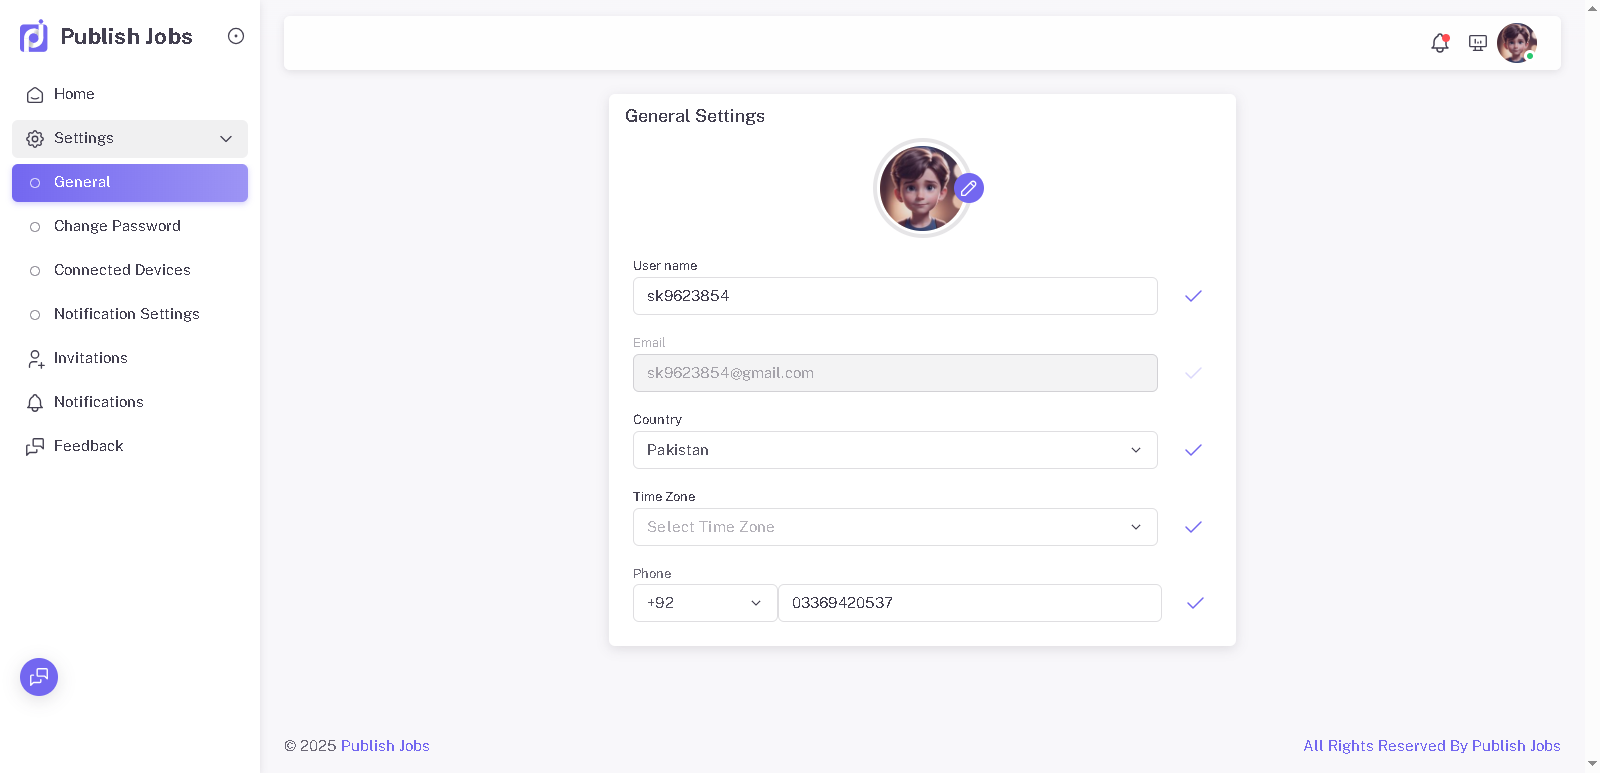 Publish Jobs
Home
Settings
General
Change Password
Connected Devices
Notification Settings
Invitations
Notifications
Feedback
General Settings
User name
sk9623854
Email
sk9623854@gmail.com
Country
Pakistan
Time Zone
Select Time Zone
Phone
+92 03369420537
© 2025 Publish Jobs
All Rights Reserved By Publish Jobs